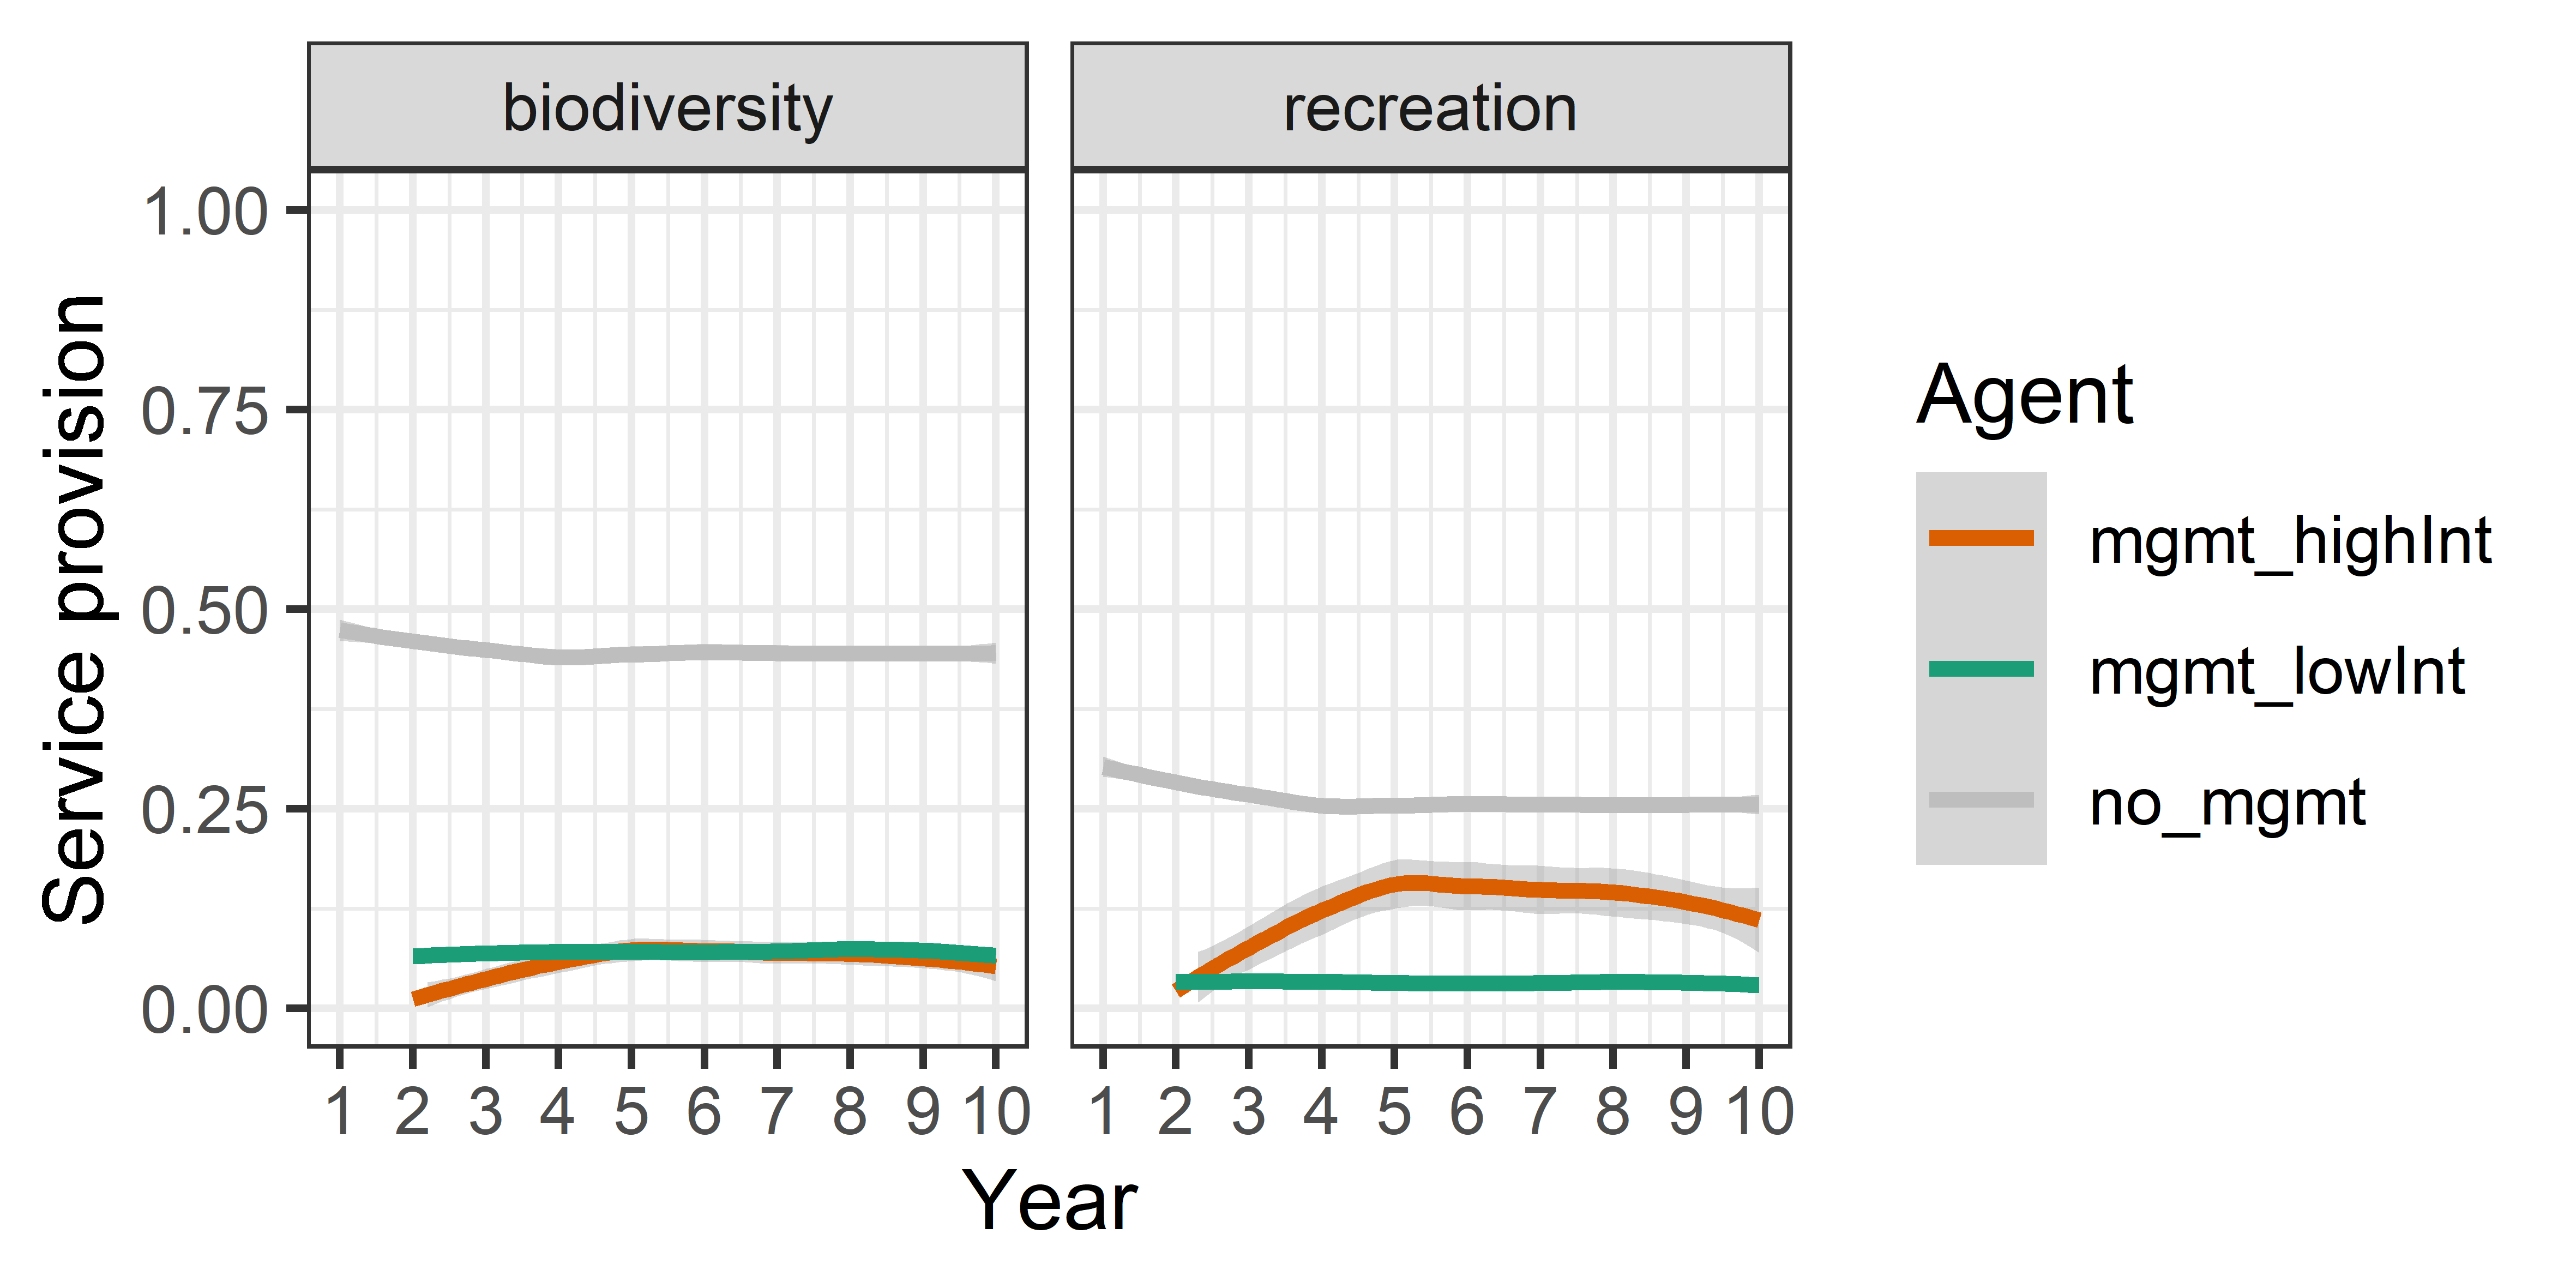 biodiversity
recreation
1.00
0.75
0.50
0.25
0.00
Service provision
1 2 3 4 5 6 7 8 9 10
1 2 3 4 5 6 7 8 9 10
Year
Agent
mgmt_highInt
mgmt_lowInt
no_mgmt